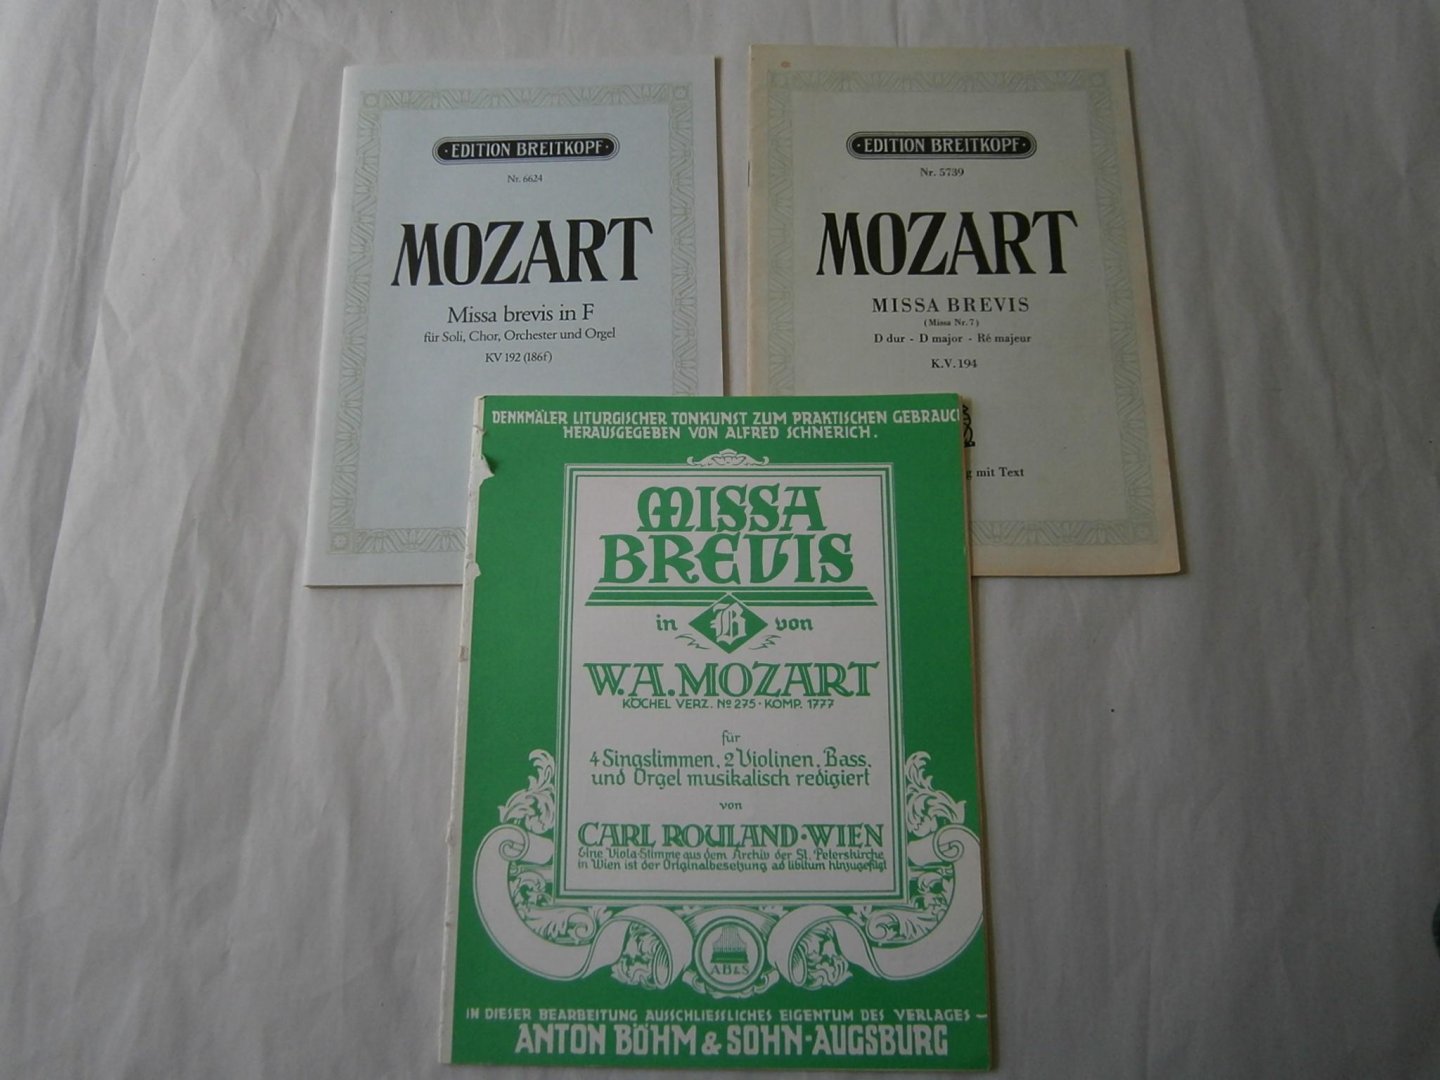 ·EDITION BREITKOPF·
Nr. 6624
MOZART
Missa brevis in F
für Soli, Chor, Orchester und Orgel
KV 192 (186f)
·EDITION BREITKOPF·
Nr. 5739
MOZART
MISSA BREVIS
(Missa Nr. 7)
D dur - D major - Ré majeur
K.V. 194
g mit Text
DENKMÄLER LITURGISCHER TONKUNST ZUM PRAKTISCHEN GEBRAUC
HERAUSGEGEBEN VON ALFRED SCHNERICH.
MISSA
BREVIS
in B von
W.A.MOZART
KÖCHEL VERZ. No 275 · KOMP. 1777
für
4 Singstimmen, 2 Violinen, Bass,
und Orgel musikalisch redigiert
von
CARL ROULAND·WIEN
Eine Viola-Stimme aus dem Archiv der St. Peterskirche
in Wien ist der Originalbesetzung ad libitum hinzugefügt
AB&S
IN DIESER BEARBEITUNG AUSSCHLIESSLICHES EIGENTUM DES VERLAGES –
ANTON BÖHM & SOHN·AUGSBURG